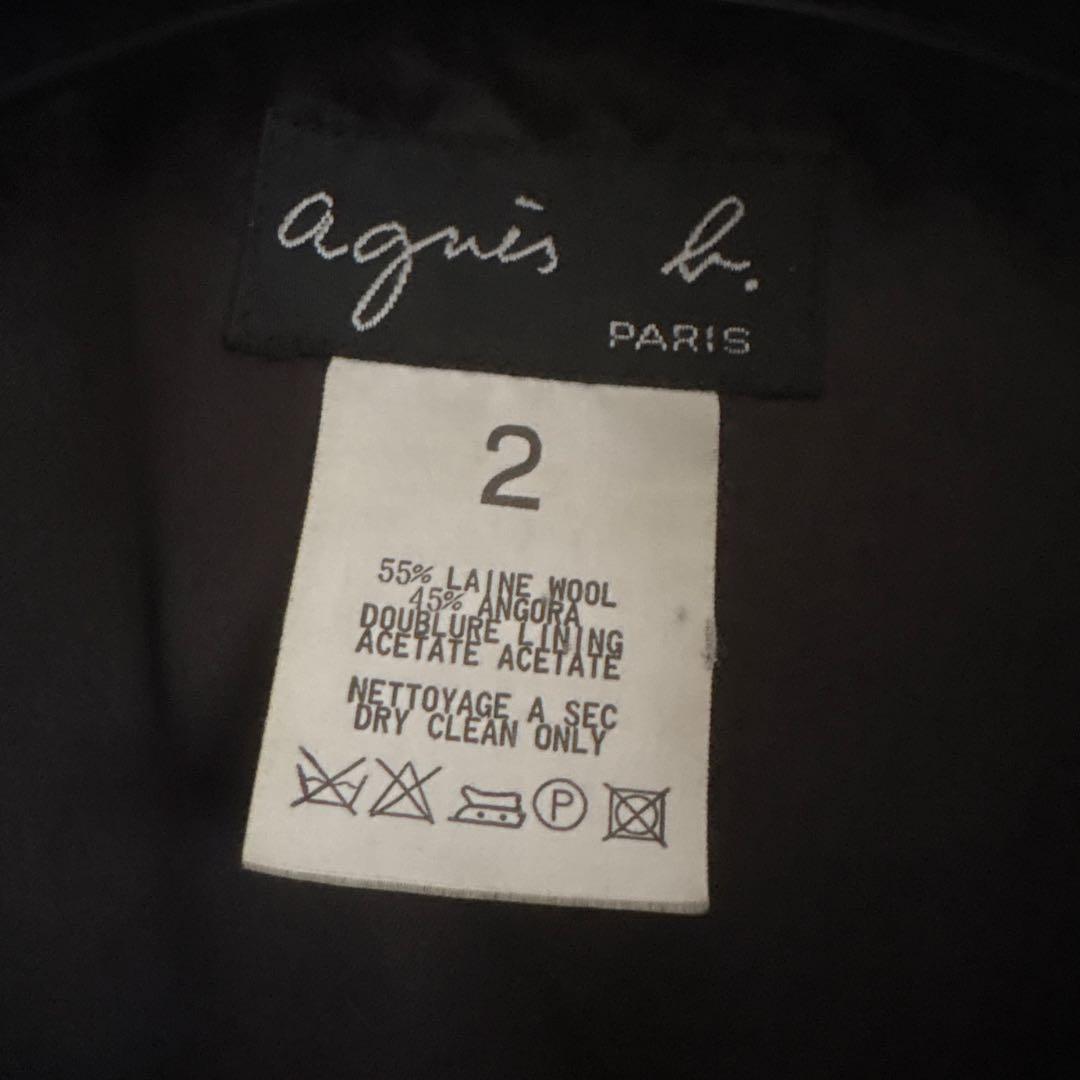 agnès b.
PARIS
2
55% LAINE WOOL
45% ANGORA
DOUBLURE LINING
ACETATE ACETATE
NETTOYAGE A SEC
DRY CLEAN ONLY
P